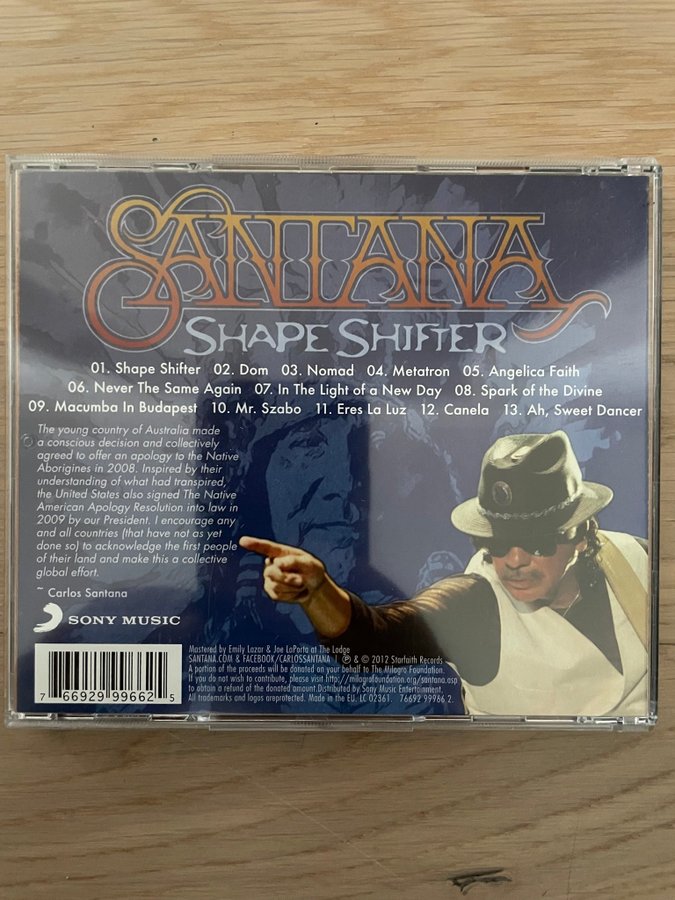 SANTANA
SHAPE SHIFTER
01. Shape Shifter 02. Dom 03. Nomad 04. Metatron 05. Angelica Faith
06. Never The Same Again 07. In The Light of a New Day 08. Spark of the Divine
09. Macumba In Budapest 10. Mr. Szabo 11. Eres La Luz 12. Canela 13. Ah, Sweet Dancer
The young country of Australia made
a conscious decision and collectively
agreed to offer an apology to the Native
Aborigines in 2008. Inspired by their
understanding of what had transpired,
the United States also signed The Native
American Apology Resolution into law in
2009 by our President. I encourage any
and all countries (that have not as yet
done so) to acknowledge the first people
of their land and make this a collective
global effort.
~ Carlos Santana
SONY MUSIC
7 66929 99662 5
Mastered by Emily Lazar & Joe LaPorta at The Lodge
SANTANA.COM & FACEBOOK/CARLOSSANTANA | ℗ & © 2012 Starfaith Records
A portion of the proceeds will be donated on your behalf to The Milagro Foundation.
If you do not wish to contribute, please visit http://milagrofoundation.org/santana.asp
to obtain a refund of the donated amount.Distributed by Sony Music Entertainment.
All trademarks and logos areprotected. Made in the EU. LC 02361. 76692 99966 2.